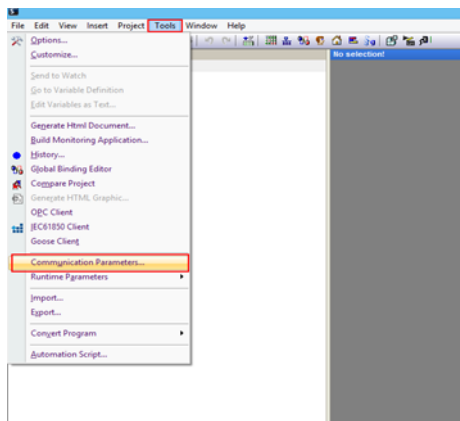 File Edit View Insert Project Tools Window Help
Options...
No selection!
Customize...
Send to Watch
Go to Variable Definition
Edit Variables as Text...
Generate Html Document...
Build Monitoring Application...
History...
Global Binding Editor
Compare Project
Generate HTML Graphic...
OPC Client
IEC61850 Client
Goose Client
Communication Parameters...
Runtime Parameters
Import...
Export...
Convert Program
Automation Script...